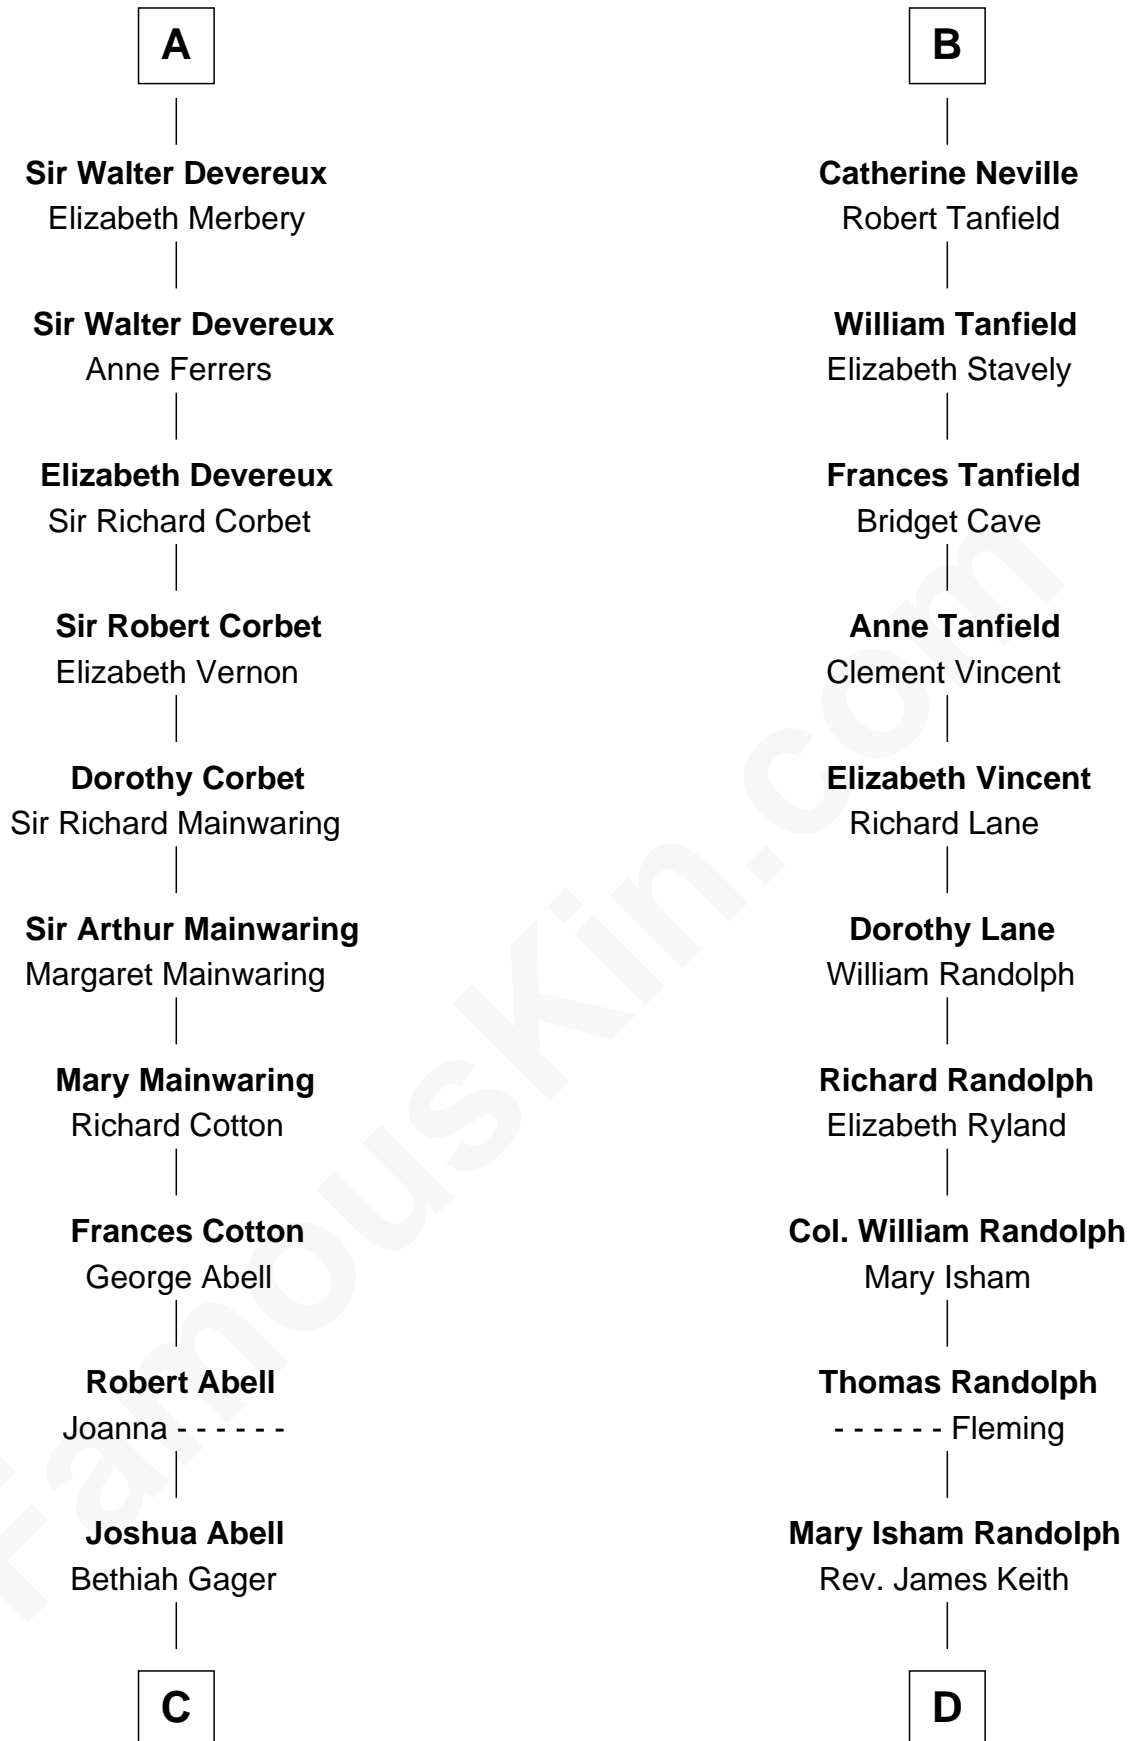 A
Sir Walter Devereux
Elizabeth Merbery
Sir Walter Devereux
Anne Ferrers
Elizabeth Devereux
Sir Richard Corbet
Sir Robert Corbet
Elizabeth Vernon
Dorothy Corbet
Sir Richard Mainwaring
Sir Arthur Mainwaring
Margaret Mainwaring
Mary Mainwaring
Richard Cotton
Frances Cotton
George Abell
Robert Abell
Joanna - - - - - -
Joshua Abell
Bethiah Gager
C
B
Catherine Neville
Robert Tanfield
William Tanfield
Elizabeth Stavely
Frances Tanfield
Bridget Cave
Anne Tanfield
Clement Vincent
Elizabeth Vincent
Richard Lane
Dorothy Lane
William Randolph
Richard Randolph
Elizabeth Ryland
Col. William Randolph
Mary Isham
Thomas Randolph
- - - - - - Fleming
Mary Isham Randolph
Rev. James Keith
D
FamousKin.com